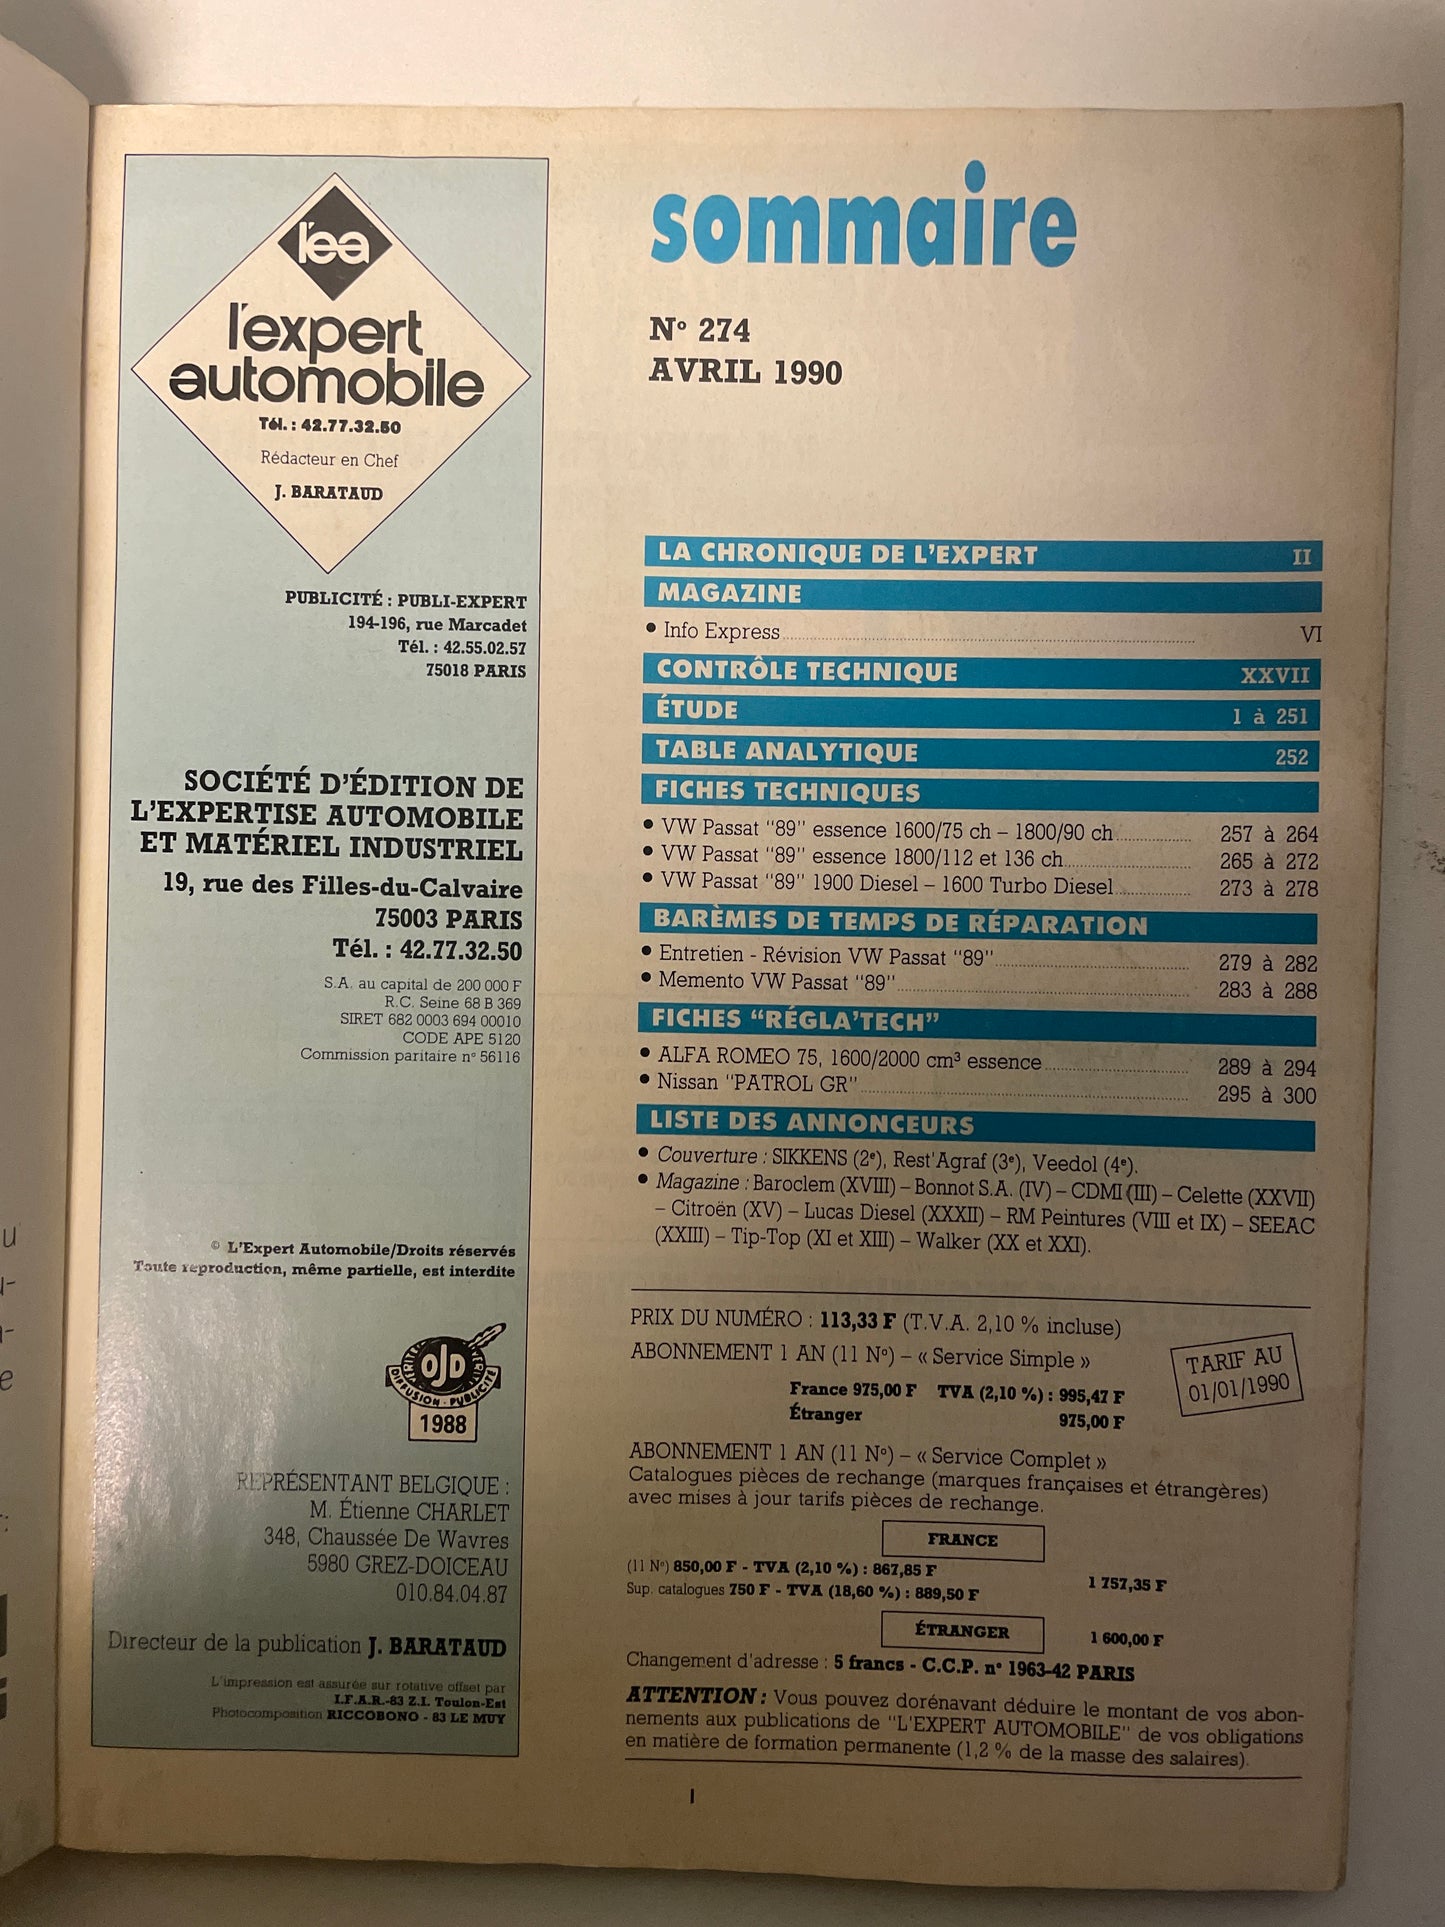 l'ea
l'expert
automobile
Tél. : 42.77.32.50
Rédacteur en Chef
J. BARATAUD
PUBLICITÉ : PUBLI-EXPERT
194-196, rue Marcadet
Tél. : 42.55.02.57
75018 PARIS
SOCIÉTÉ D'ÉDITION DE
L'EXPERTISE AUTOMOBILE
ET MATÉRIEL INDUSTRIEL
19, rue des Filles-du-Calvaire
75003 PARIS
Tél. : 42.77.32.50
S.A. au capital de 200 000 F
R.C. Seine 68 B 369
SIRET 682 0003 694 00010
CODE APE 5120
Commission paritaire n° 56116
© L'Expert Automobile/Droits réservés
Toute reproduction, même partielle, est interdite
OJD
DIFFUSION - PUBLICITÉ
1988
REPRÉSENTANT BELGIQUE :
M. Étienne CHARLET
348, Chaussée De Wavres
5980 GREZ-DOICEAU
010.84.04.87
Directeur de la publication J. BARATAUD
L'impression est assurée sur rotative offset par
I.F.A.R.-83 Z.I. Toulon-Est
Photocomposition RICCOBONO - 83 LE MUY
sommaire
N° 274
AVRIL 1990
LA CHRONIQUE DE L'EXPERT II
MAGAZINE
• Info Express VI
CONTRÔLE TECHNIQUE XXVII
ÉTUDE 1 à 251
TABLE ANALYTIQUE 252
FICHES TECHNIQUES
• VW Passat "89" essence 1600/75 ch – 1800/90 ch 257 à 264
• VW Passat "89" essence 1800/112 et 136 ch 265 à 272
• VW Passat "89" 1900 Diesel – 1600 Turbo Diesel 273 à 278
BARÈMES DE TEMPS DE RÉPARATION
• Entretien - Révision VW Passat "89" 279 à 282
• Memento VW Passat "89" 283 à 288
FICHES "RÉGLA'TECH"
• ALFA ROMEO 75, 1600/2000 cm³ essence 289 à 294
• Nissan "PATROL GR" 295 à 300
LISTE DES ANNONCEURS
• Couverture : SIKKENS (2e), Rest'Agraf (3e), Veedol (4e).
• Magazine : Baroclem (XVIII) – Bonnot S.A. (IV) – CDMI (III) – Celette (XXVII)
– Citroën (XV) – Lucas Diesel (XXXII) – RM Peintures (VIII et IX) – SEEAC
(XXIII) – Tip-Top (XI et XIII) – Walker (XX et XXI).
PRIX DU NUMÉRO : 113,33 F (T.V.A. 2,10 % incluse)
ABONNEMENT 1 AN (11 N°) – « Service Simple »
TARIF AU
01/01/1990
France 975,00 F TVA (2,10 %) : 995,47 F
Étranger 975,00 F
ABONNEMENT 1 AN (11 N°) – « Service Complet »
Catalogues pièces de rechange (marques françaises et étrangères)
avec mises à jour tarifs pièces de rechange.
FRANCE
(11 N°) 850,00 F - TVA (2,10 %) : 867,85 F
1 757,35 F
Sup. catalogues 750 F - TVA (18,60 %) : 889,50 F
ÉTRANGER 1 600,00 F
Changement d'adresse : 5 francs - C.C.P. n° 1963-42 PARIS
ATTENTION : Vous pouvez dorénavant déduire le montant de vos abon-
nements aux publications de "L'EXPERT AUTOMOBILE" de vos obligations
en matière de formation permanente (1,2 % de la masse des salaires).
I